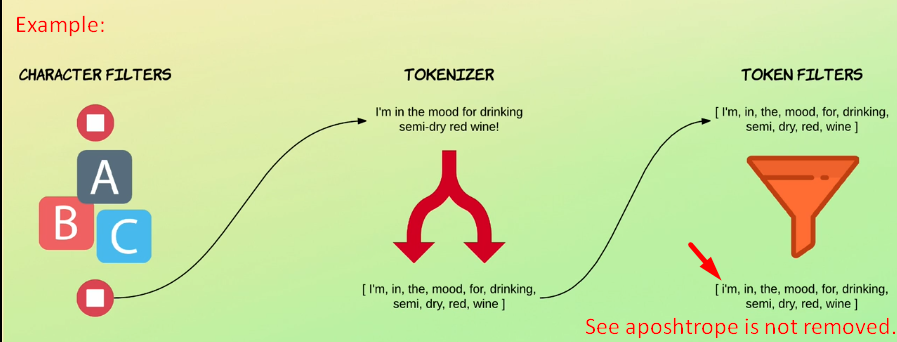 Example:
CHARACTER FILTERS
A
B
C
TOKENIZER
I'm in the mood for drinking
semi-dry red wine!
[ I'm, in, the, mood, for, drinking,
semi, dry, red, wine ]
TOKEN FILTERS
[ I'm, in, the, mood, for, drinking,
semi, dry, red, wine ]
[ i'm, in, the, mood, for, drinking,
semi, dry, red, wine ]
See aposhtrope is not removed.